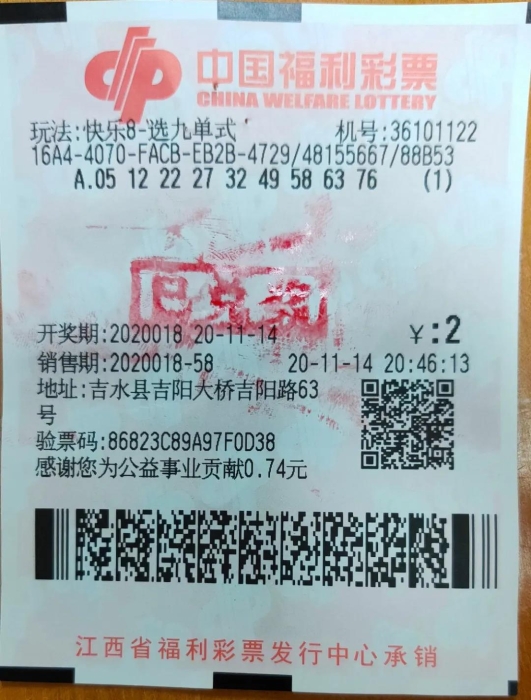 中国福利彩票
CHINA WELFARE LOTTERY
玩法:快乐8-选九单式 机号:36101122
16A4-4070-FACB-EB2B-4729/48155667/88B53
A.05 12 22 27 32 49 58 63 76 (1)
开奖期:2020018 20-11-14 ￥:2
销售期:2020018-58 20-11-14 20:46:13
地址:吉水县吉阳大桥吉阳路63
号
验票码:86823C89A97F0D38
感谢您为公益事业贡献0.74元
江西省福利彩票发行中心承销